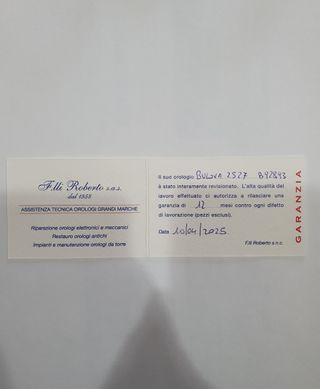 F.lli Roberto s.a.s.
dal 1958
ASSISTENZA TECNICA OROLOGI GRANDI MARCHE
Riparazione orologi elettronici e meccanici
Restauro orologi antichi
Impianti e manutenzione orologi da torre
Il suo orologio BULOVA 2527 B92843
è stato interamente revisionato. L'alta qualità del
lavoro effettuato ci autorizza a rilasciare una
garanzia di 12 mesi contro ogni difetto
di lavorazione (pezzi esclusi).
Data 10/04/2025
F.lli Roberto s.n.c.
GARANZIA